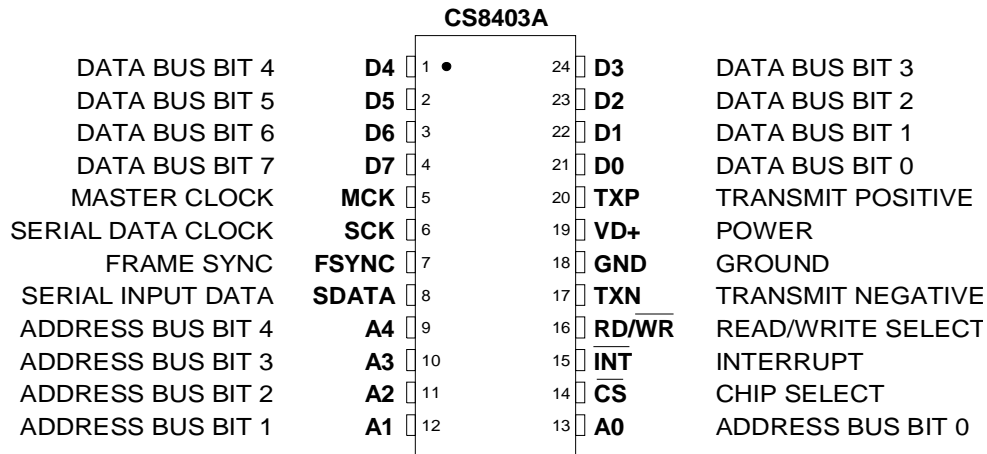 CS8403A
DATA BUS BIT 4 D4 1 24 D3 DATA BUS BIT 3
DATA BUS BIT 5 D5 2 23 D2 DATA BUS BIT 2
DATA BUS BIT 6 D6 3 22 D1 DATA BUS BIT 1
DATA BUS BIT 7 D7 4 21 D0 DATA BUS BIT 0
MASTER CLOCK MCK 5 20 TXP TRANSMIT POSITIVE
SERIAL DATA CLOCK SCK 6 19 VD+ POWER
FRAME SYNC FSYNC 7 18 GND GROUND
SERIAL INPUT DATA SDATA 8 17 TXN TRANSMIT NEGATIVE
ADDRESS BUS BIT 4 A4 9 16 RD/W̅R̅ READ/WRITE SELECT
ADDRESS BUS BIT 3 A3 10 15 I̅N̅T̅ INTERRUPT
ADDRESS BUS BIT 2 A2 11 14 C̅S̅ CHIP SELECT
ADDRESS BUS BIT 1 A1 12 13 A0 ADDRESS BUS BIT 0